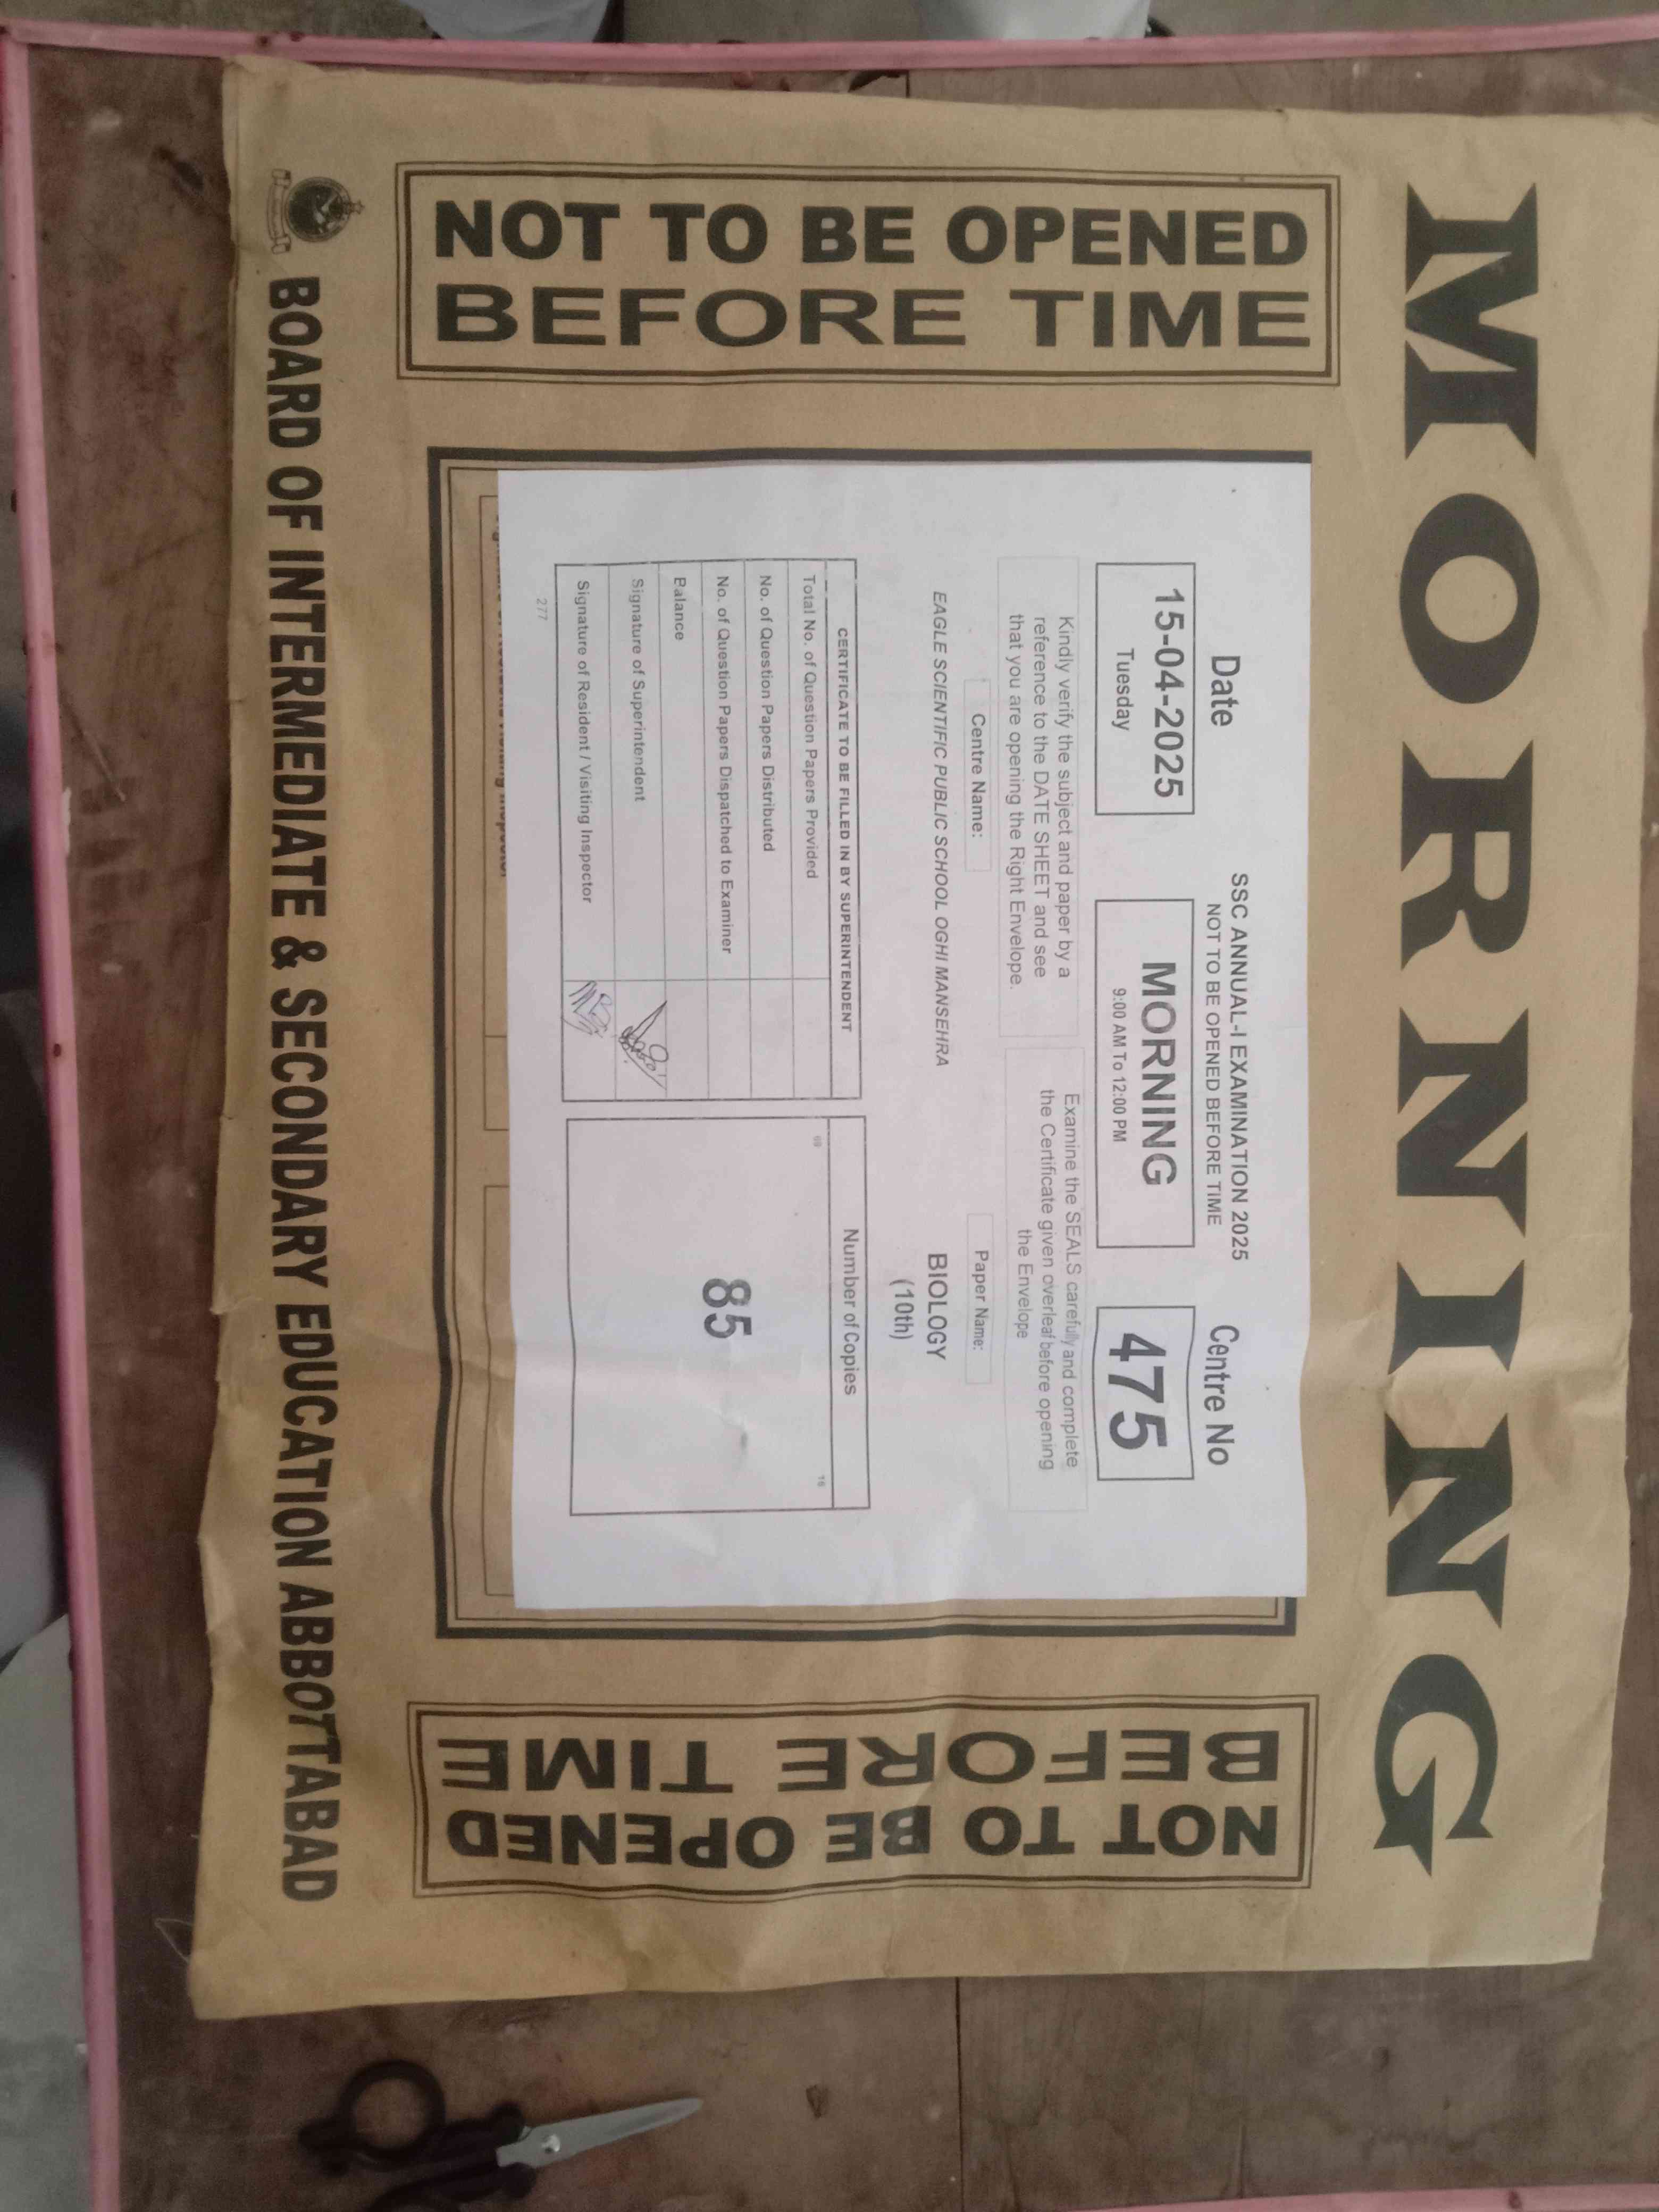 MORNING
NOT TO BE OPENED
BEFORE TIME
SSC ANNUAL-I EXAMINATION 2025
NOT TO BE OPENED BEFORE TIME
Date
15-04-2025
Tuesday
MORNING
9:00 AM To 12:00 PM
Centre No
475
Kindly verify the subject and paper by a
reference to the DATE SHEET and see
that you are opening the Right Envelope.
Examine the SEALS carefully and complete
the Certificate given overleaf before opening
the Envelope
Centre Name:
EAGLE SCIENTIFIC PUBLIC SCHOOL OGHI MANSEHRA
Paper Name:
BIOLOGY
(10th)
CERTIFICATE TO BE FILLED IN BY SUPERINTENDENT
Total No. of Question Papers Provided
No. of Question Papers Distributed
No. of Question Papers Dispatched to Examiner
Balance
Signature of Superintendent
Signature of Resident / Visiting Inspector
277
Number of Copies
69
16
85
NOT TO BE OPENED
BEFORE TIME
BOARD OF INTERMEDIATE & SECONDARY EDUCATION ABBOTTABAD